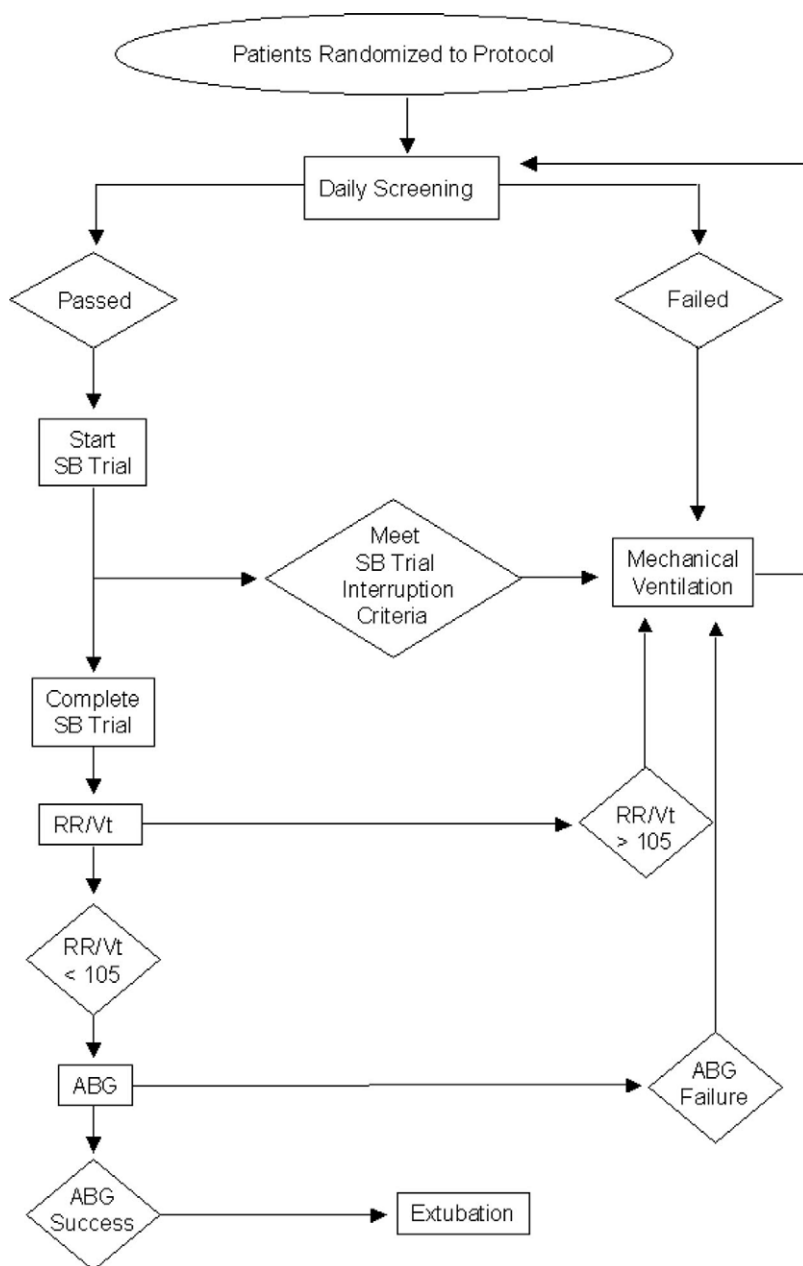 Patients Randomized to Protocol
Daily Screening
Passed
Failed
Start
SB Trial
Meet
SB Trial
Interruption
Criteria
Mechanical
Ventilation
Complete
SB Trial
RR/Vt
RR/Vt
> 105
RR/Vt
< 105
ABG
ABG
Failure
ABG
Success
Extubation